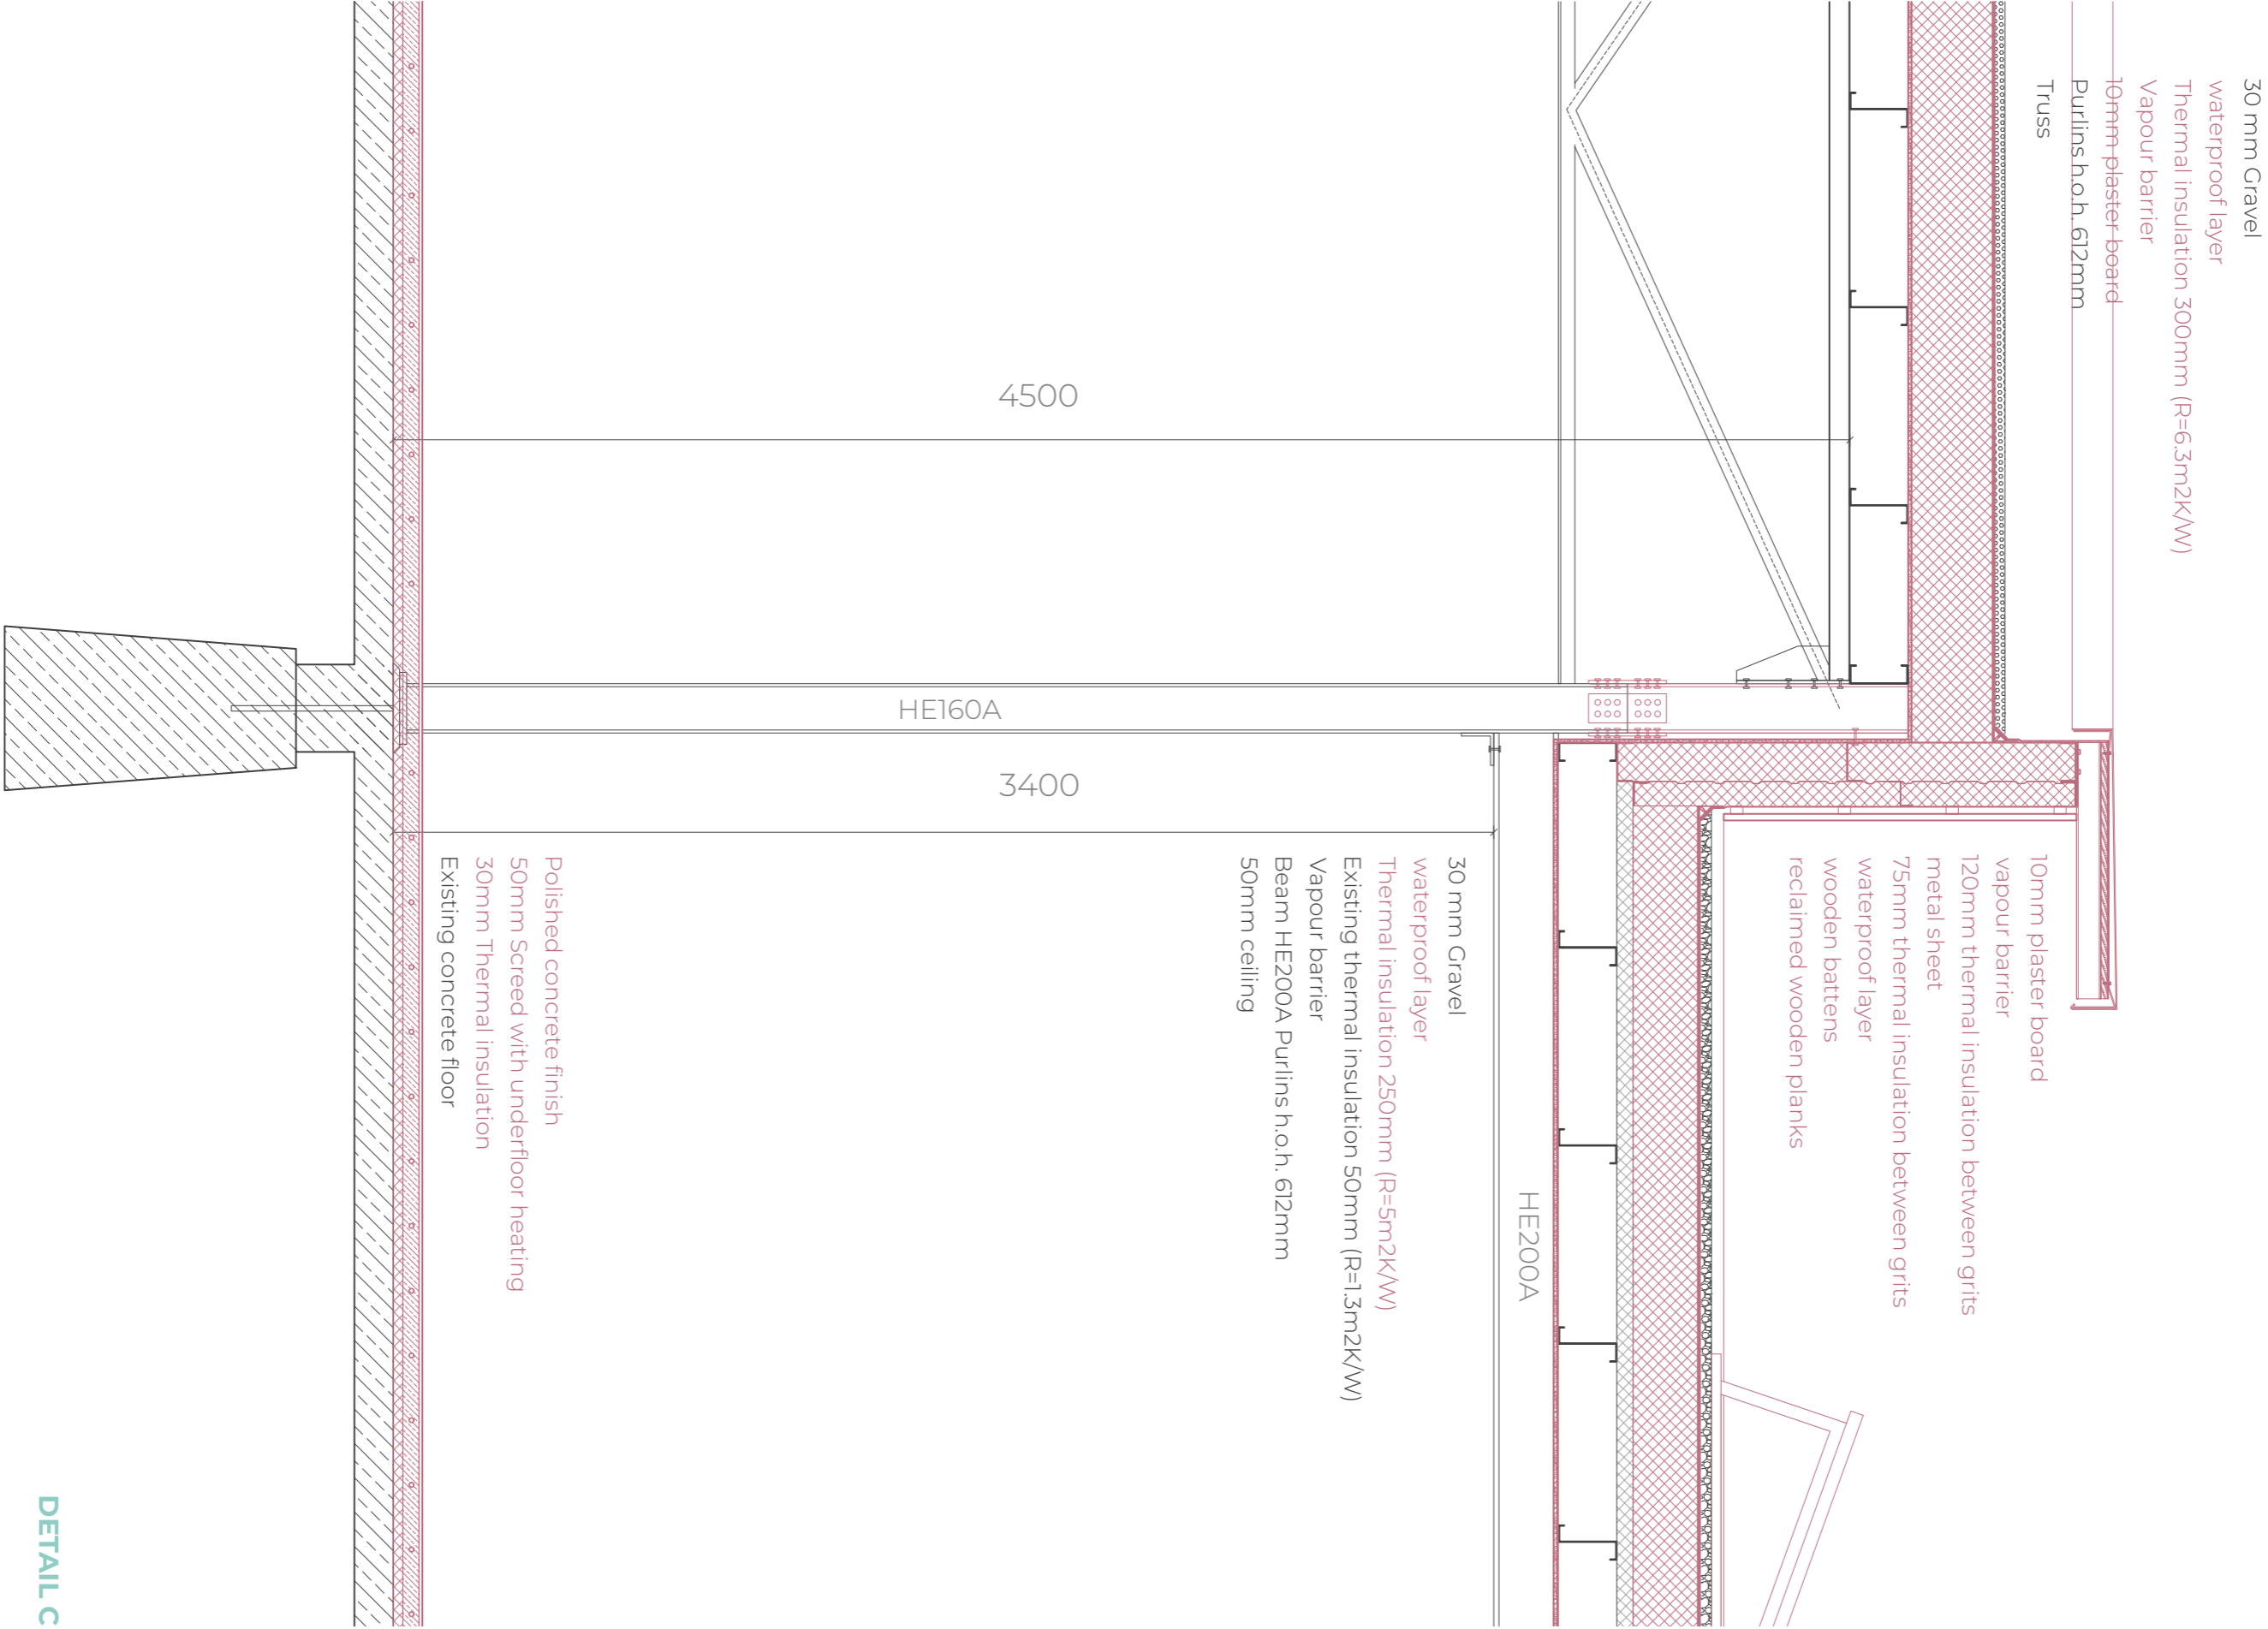 30 mm Gravel
waterproof layer
Thermal insulation 300mm (R=6.3m2K/W)
Vapour barrier
10mm plaster board
Purlins h.o.h. 612mm
Truss
4500
HE160A
3400
10mm plaster board
vapour barrier
120mm thermal insulation between grits
metal sheet
75mm thermal insulation between grits
waterproof layer
wooden battens
reclaimed wooden planks
HE200A
30 mm Gravel
waterproof layer
Thermal insulation 250mm (R=5m2K/W)
Existing thermal insulation 50mm (R=1.3m2K/W)
Vapour barrier
Beam HE200A Purlins h.o.h. 612mm
50mm ceiling
Polished concrete finish
50mm Screed with underfloor heating
30mm Thermal insulation
Existing concrete floor
DETAIL C